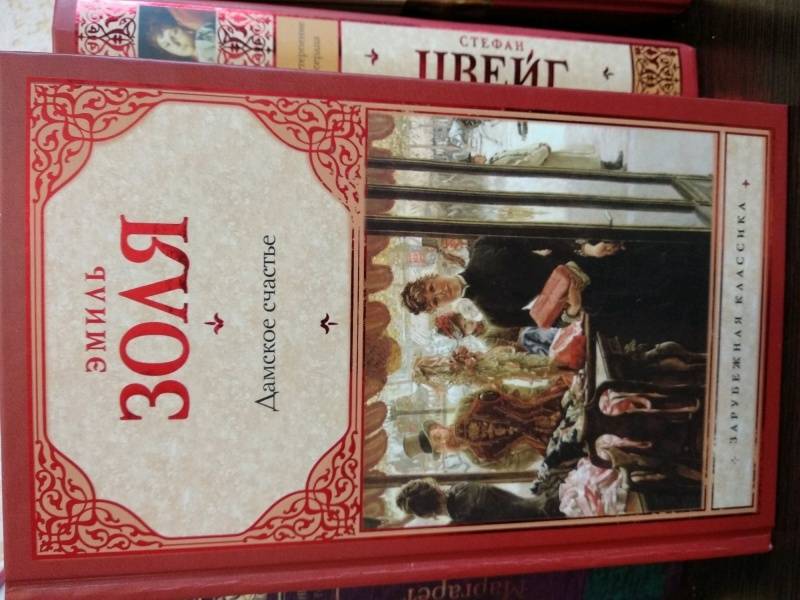 ЭМИЛЬ
ЗОЛЯ
Дамское счастье
ЗАРУБЕЖНАЯ КЛАССИКА
СТЕФАН
ЦВЕЙГ
Маргарет